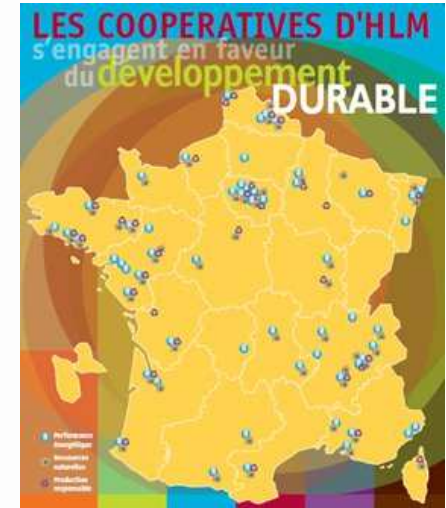 LES COOPERATIVES D'HLM
s'engagent en faveur
du développement
DURABLE
Performance
énergétique
Ressources
naturelles
Production
responsable